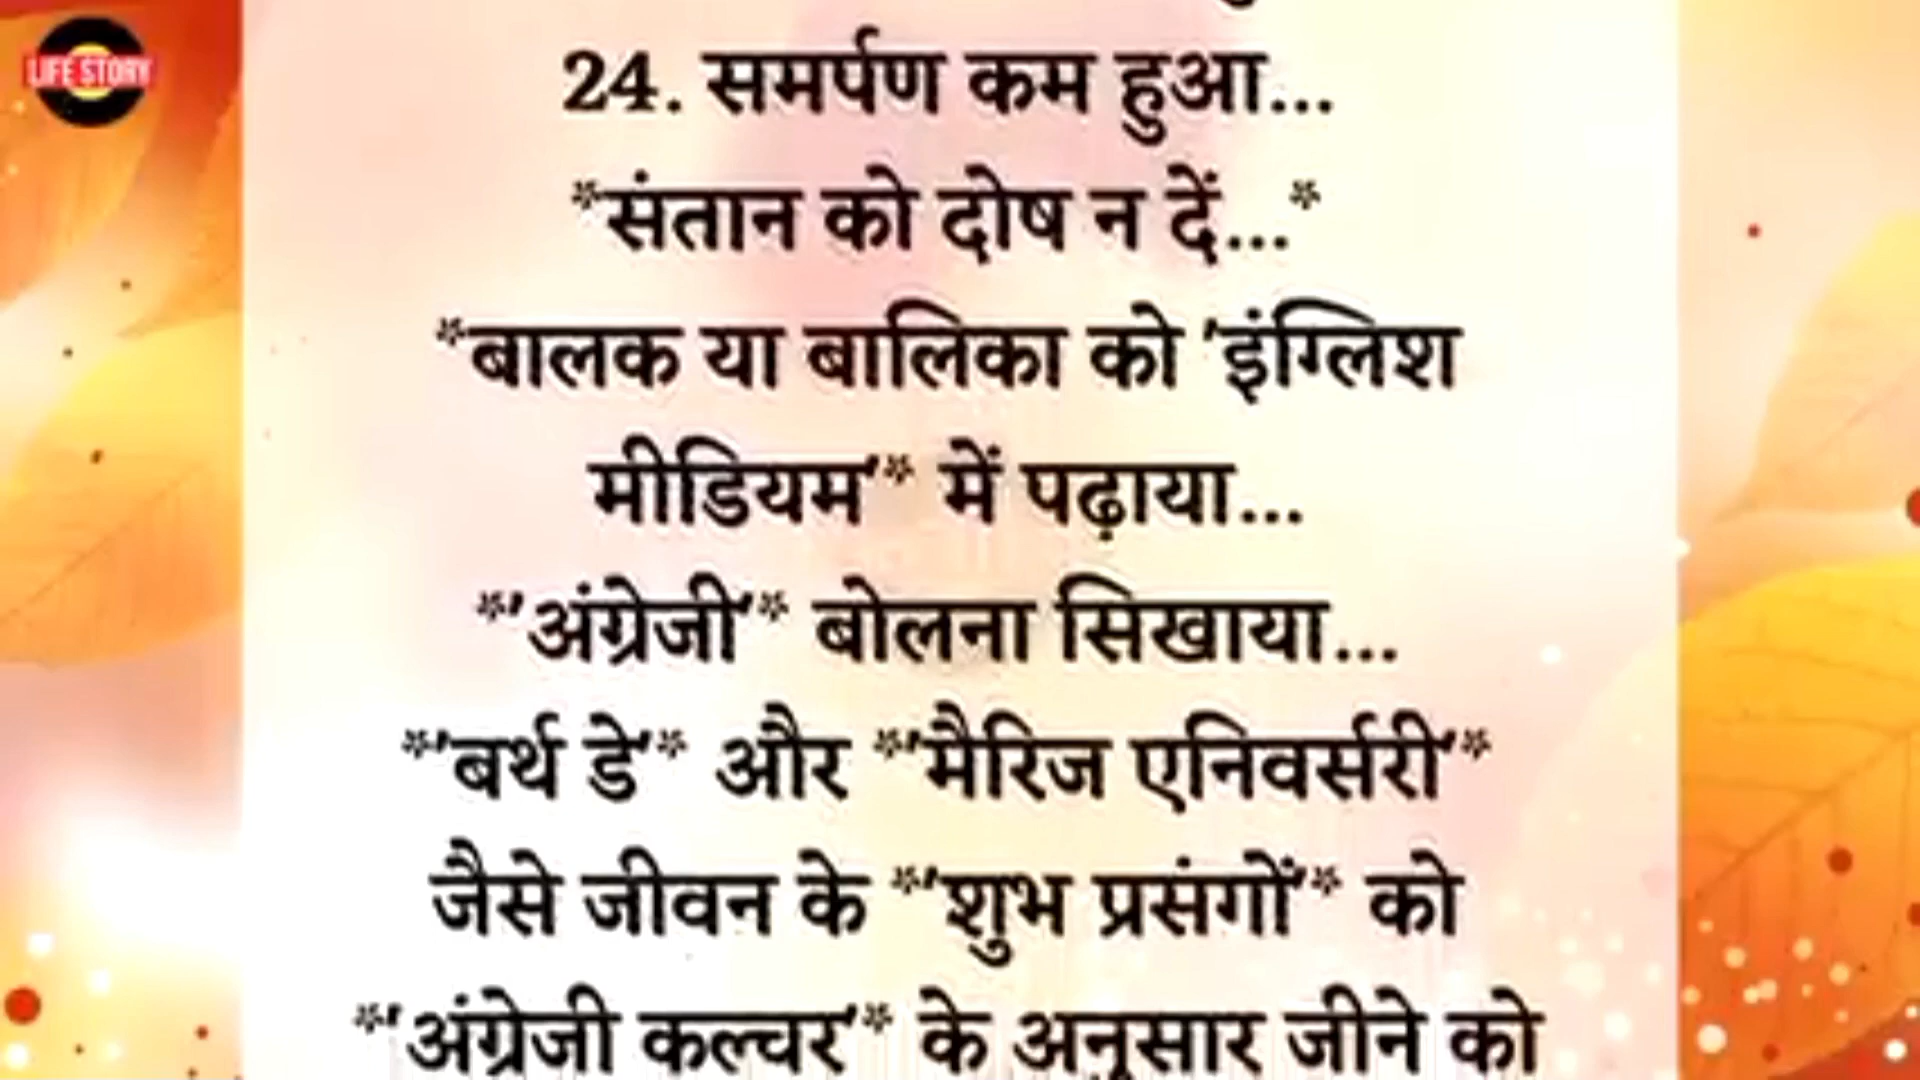 LIFE STORY
24. समर्पण कम हुआ...
*संतान को दोष न दें...*
*बालक या बालिका को 'इंग्लिश
मीडियम'* में पढ़ाया...
*'अंग्रेजी'* बोलना सिखाया...
*'बर्थ डे'* और *'मैरिज एनिवर्सरी'*
जैसे जीवन के *'शुभ प्रसंगों'* को
*'अंग्रेजी कल्चर'* के अनुसार जीने को